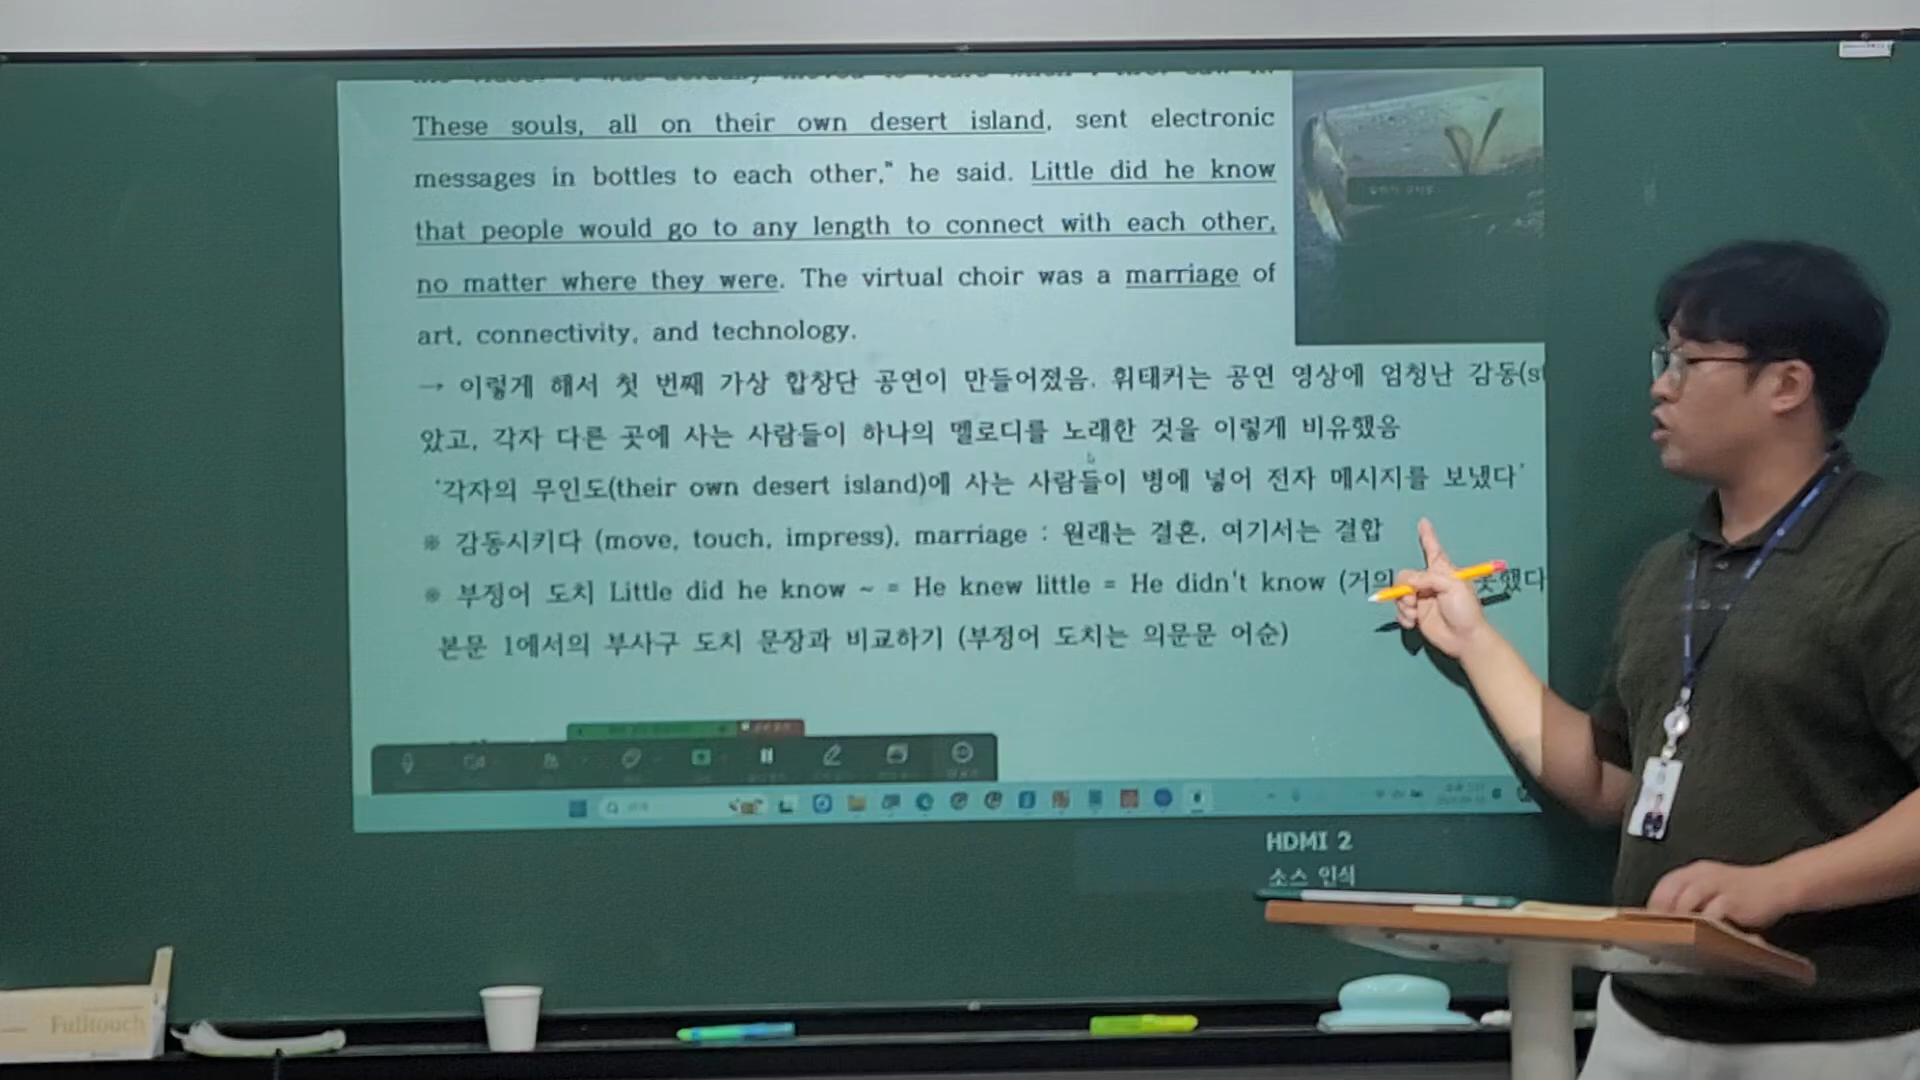 These souls, all on their own desert island, sent electronic
messages in bottles to each other," he said. Little did he know
that people would go to any length to connect with each other,
no matter where they were. The virtual choir was a marriage of
art, connectivity, and technology.
→ 이렇게 해서 첫 번째 가상 합창단 공연이 만들어졌음. 휘태커는 공연 영상에 엄청난 감동(s
았고, 각자 다른 곳에 사는 사람들이 하나의 멜로디를 노래한 것을 이렇게 비유했음
'각자의 무인도(their own desert island)에 사는 사람들이 병에 넣어 전자 메시지를 보냈다'
※ 감동시키다 (move, touch, impress), marriage : 원래는 결혼, 여기서는 결합
※ 부정어 도치 Little did he know ~ = He knew little = He didn't know (거의 못했다
본문 1에서의 부사구 도치 문장과 비교하기 (부정어 도치는 의문문 어순)
HDMI 2
소스 인식
Fulltouch